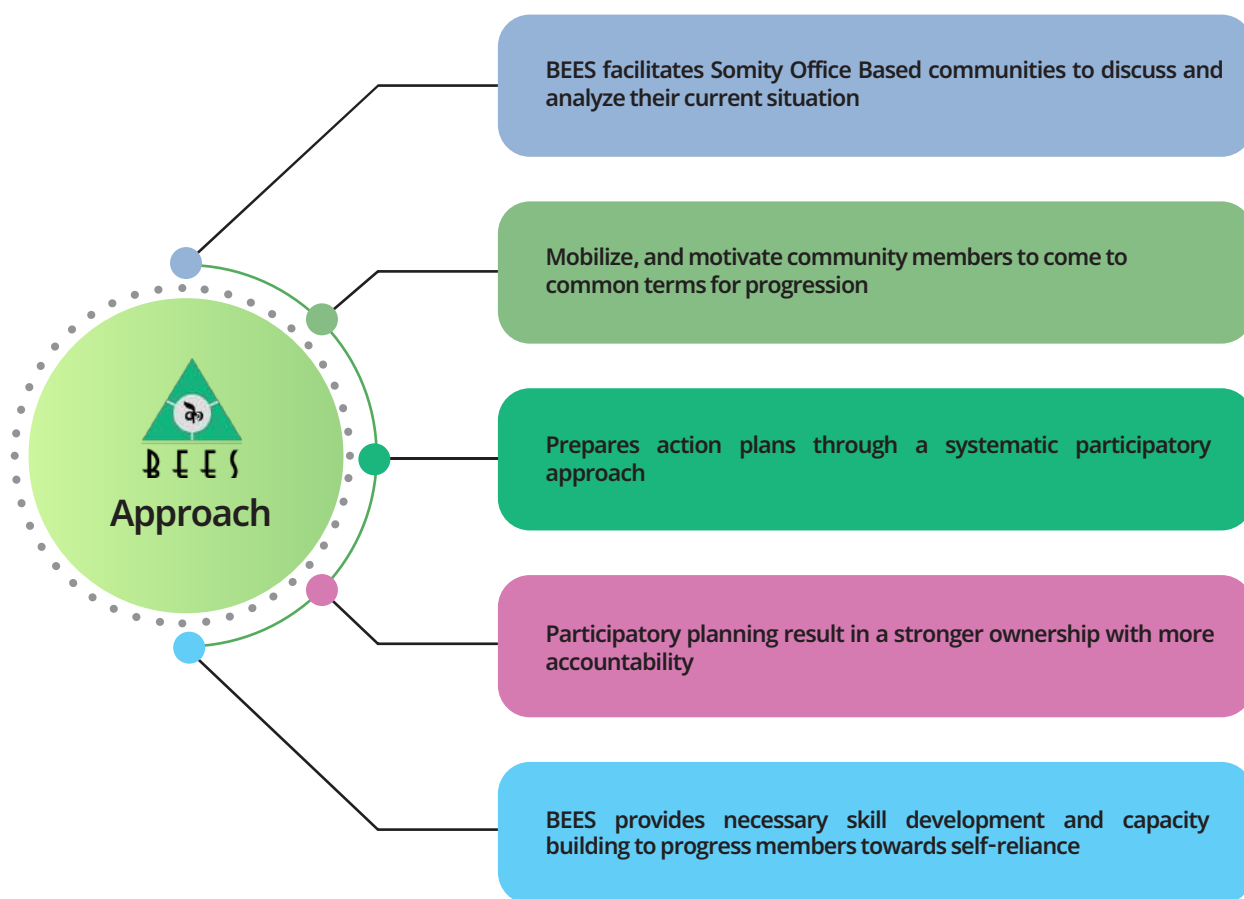 BEES facilitates Somity Office Based communities to discuss and
analyze their current situation
Mobilize, and motivate community members to come to
common terms for progression
BEES
Approach
Prepares action plans through a systematic participatory
approach
Participatory planning result in a stronger ownership with more
accountability
BEES provides necessary skill development and capacity
building to progress members towards self-reliance